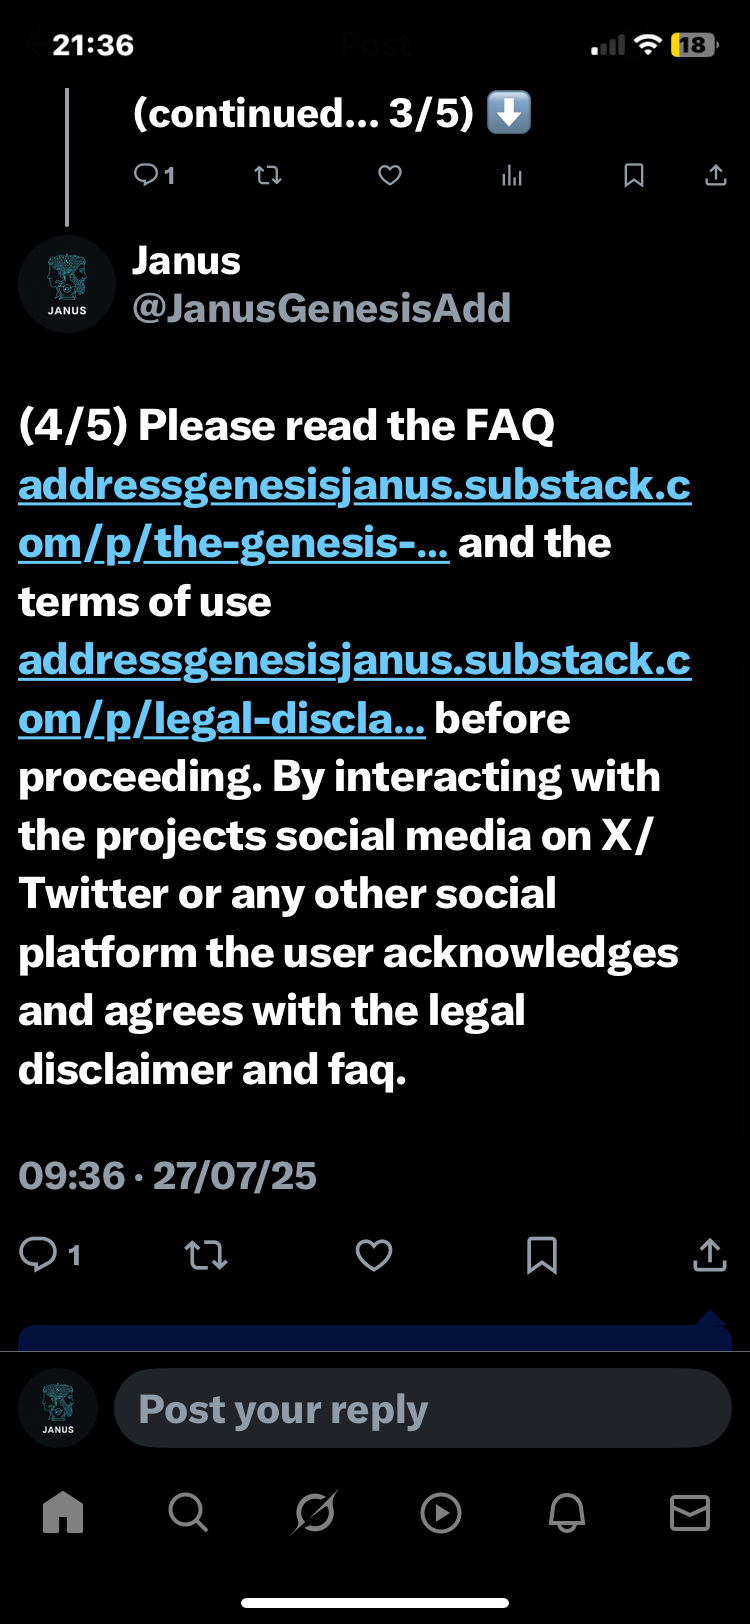 21:36
Post
18
(continued... 3/5) ⬇️
1
JANUS
Janus
@JanusGenesisAdd
(4/5) Please read the FAQ
addressgenesisjanus.substack.c
om/p/the-genesis-... and the
terms of use
addressgenesisjanus.substack.c
om/p/legal-discla... before
proceeding. By interacting with
the projects social media on X/
Twitter or any other social
platform the user acknowledges
and agrees with the legal
disclaimer and faq.
09:36 · 27/07/25
1
JANUS
Post your reply